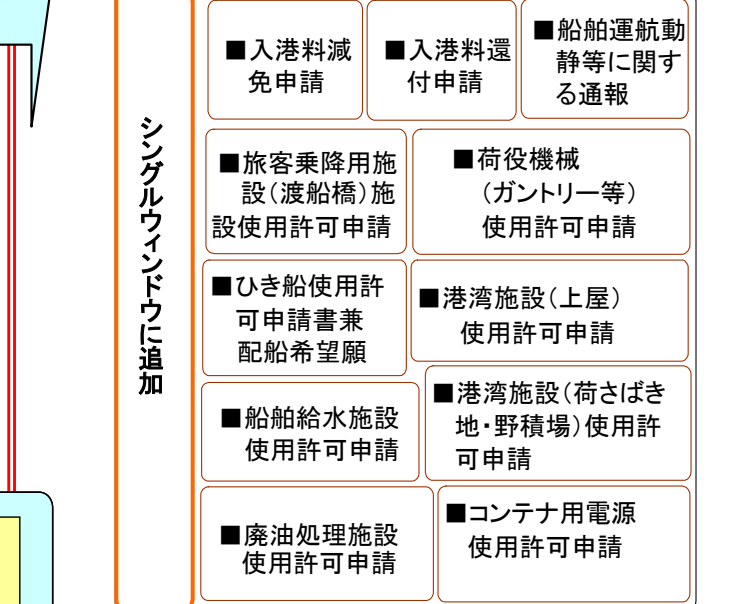 シングルウィンドウに追加
■入港料減
免申請
■入港料還
付申請
■船舶運航動
静等に関す
る通報
■旅客乗降用施
設(渡船橋)施
設使用許可申請
■荷役機械
(ガントリー等)
使用許可申請
■ひき船使用許
可申請書兼
配船希望願
■港湾施設(上屋)
使用許可申請
■船舶給水施設
使用許可申請
■港湾施設(荷さばき
地・野積場)使用許
可申請
■廃油処理施設
使用許可申請
■コンテナ用電源
使用許可申請